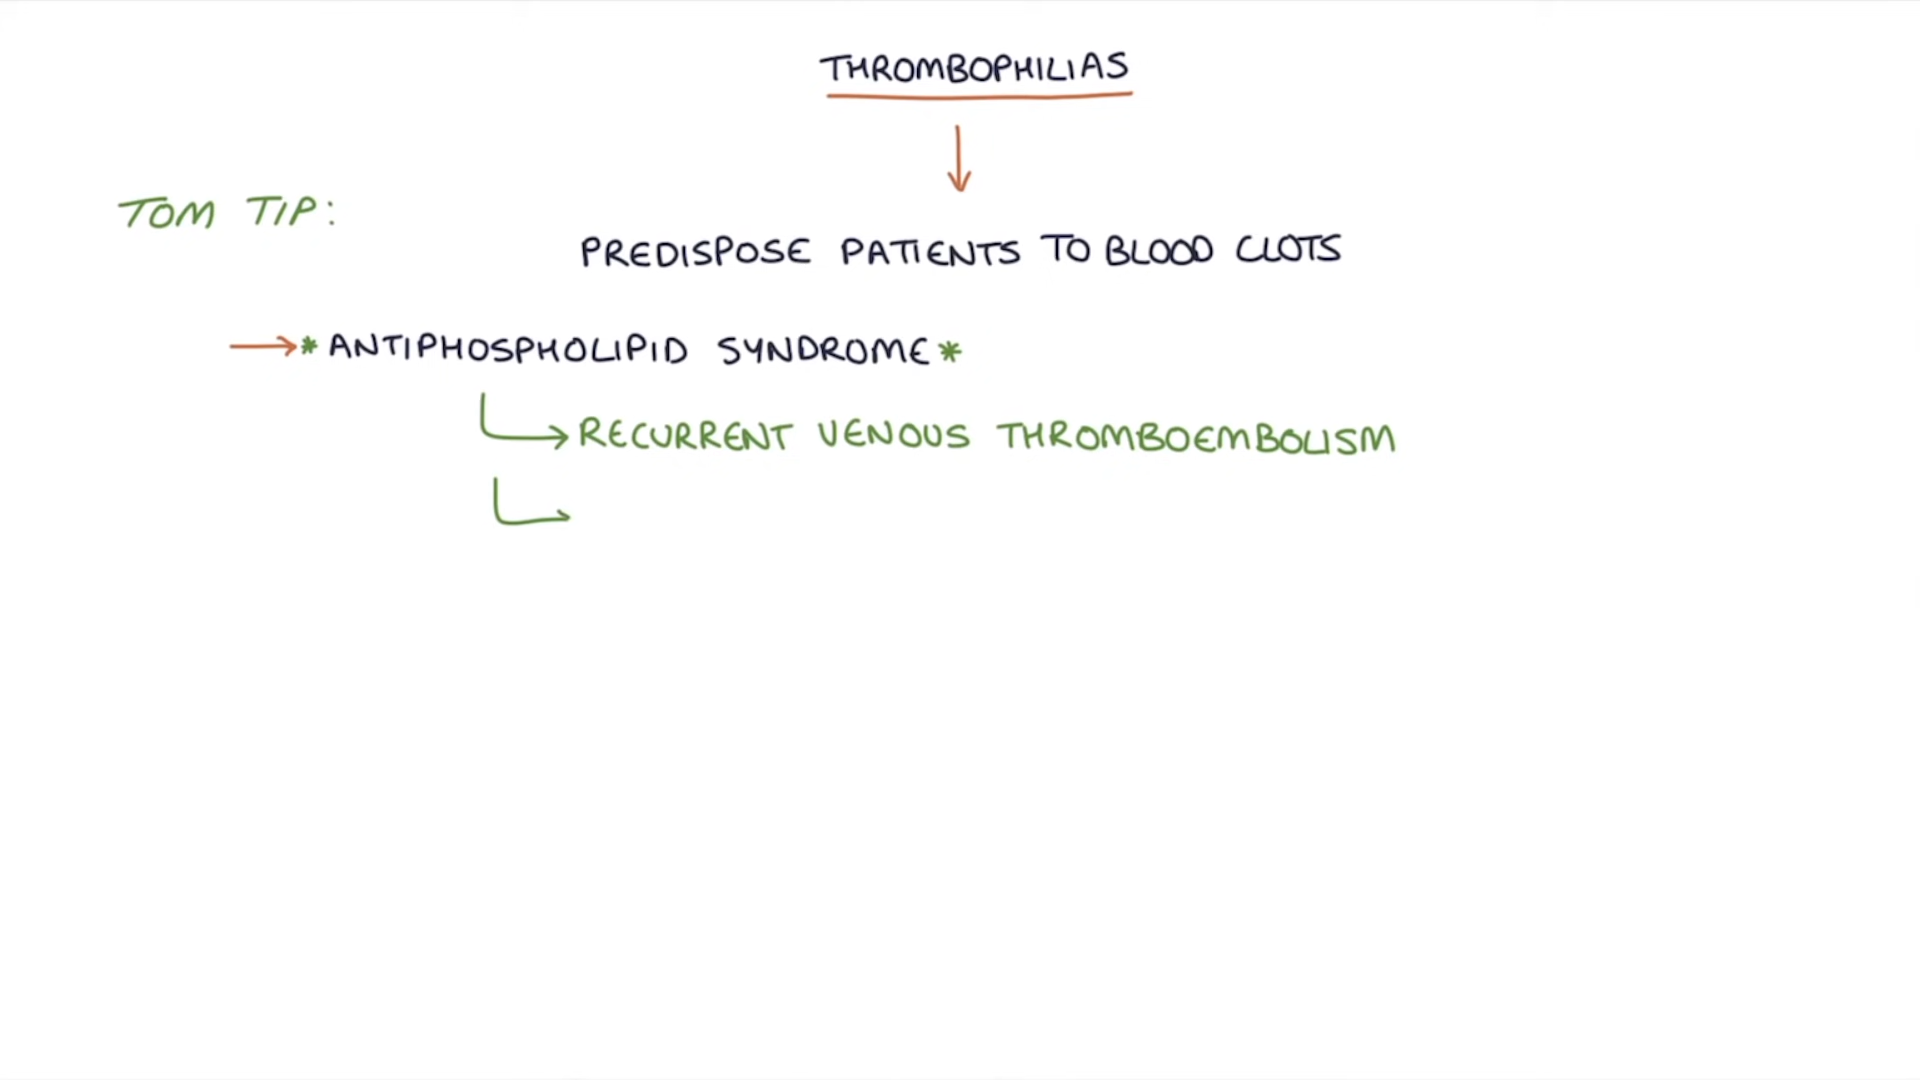 THROMBOPHILIAS
TOM TIP:
PREDISPOSE PATIENTS TO BLOOD CLOTS
* ANTIPHOSPHOLIPID SYNDROME *
RECURRENT VENOUS THROMBOEMBOLISM